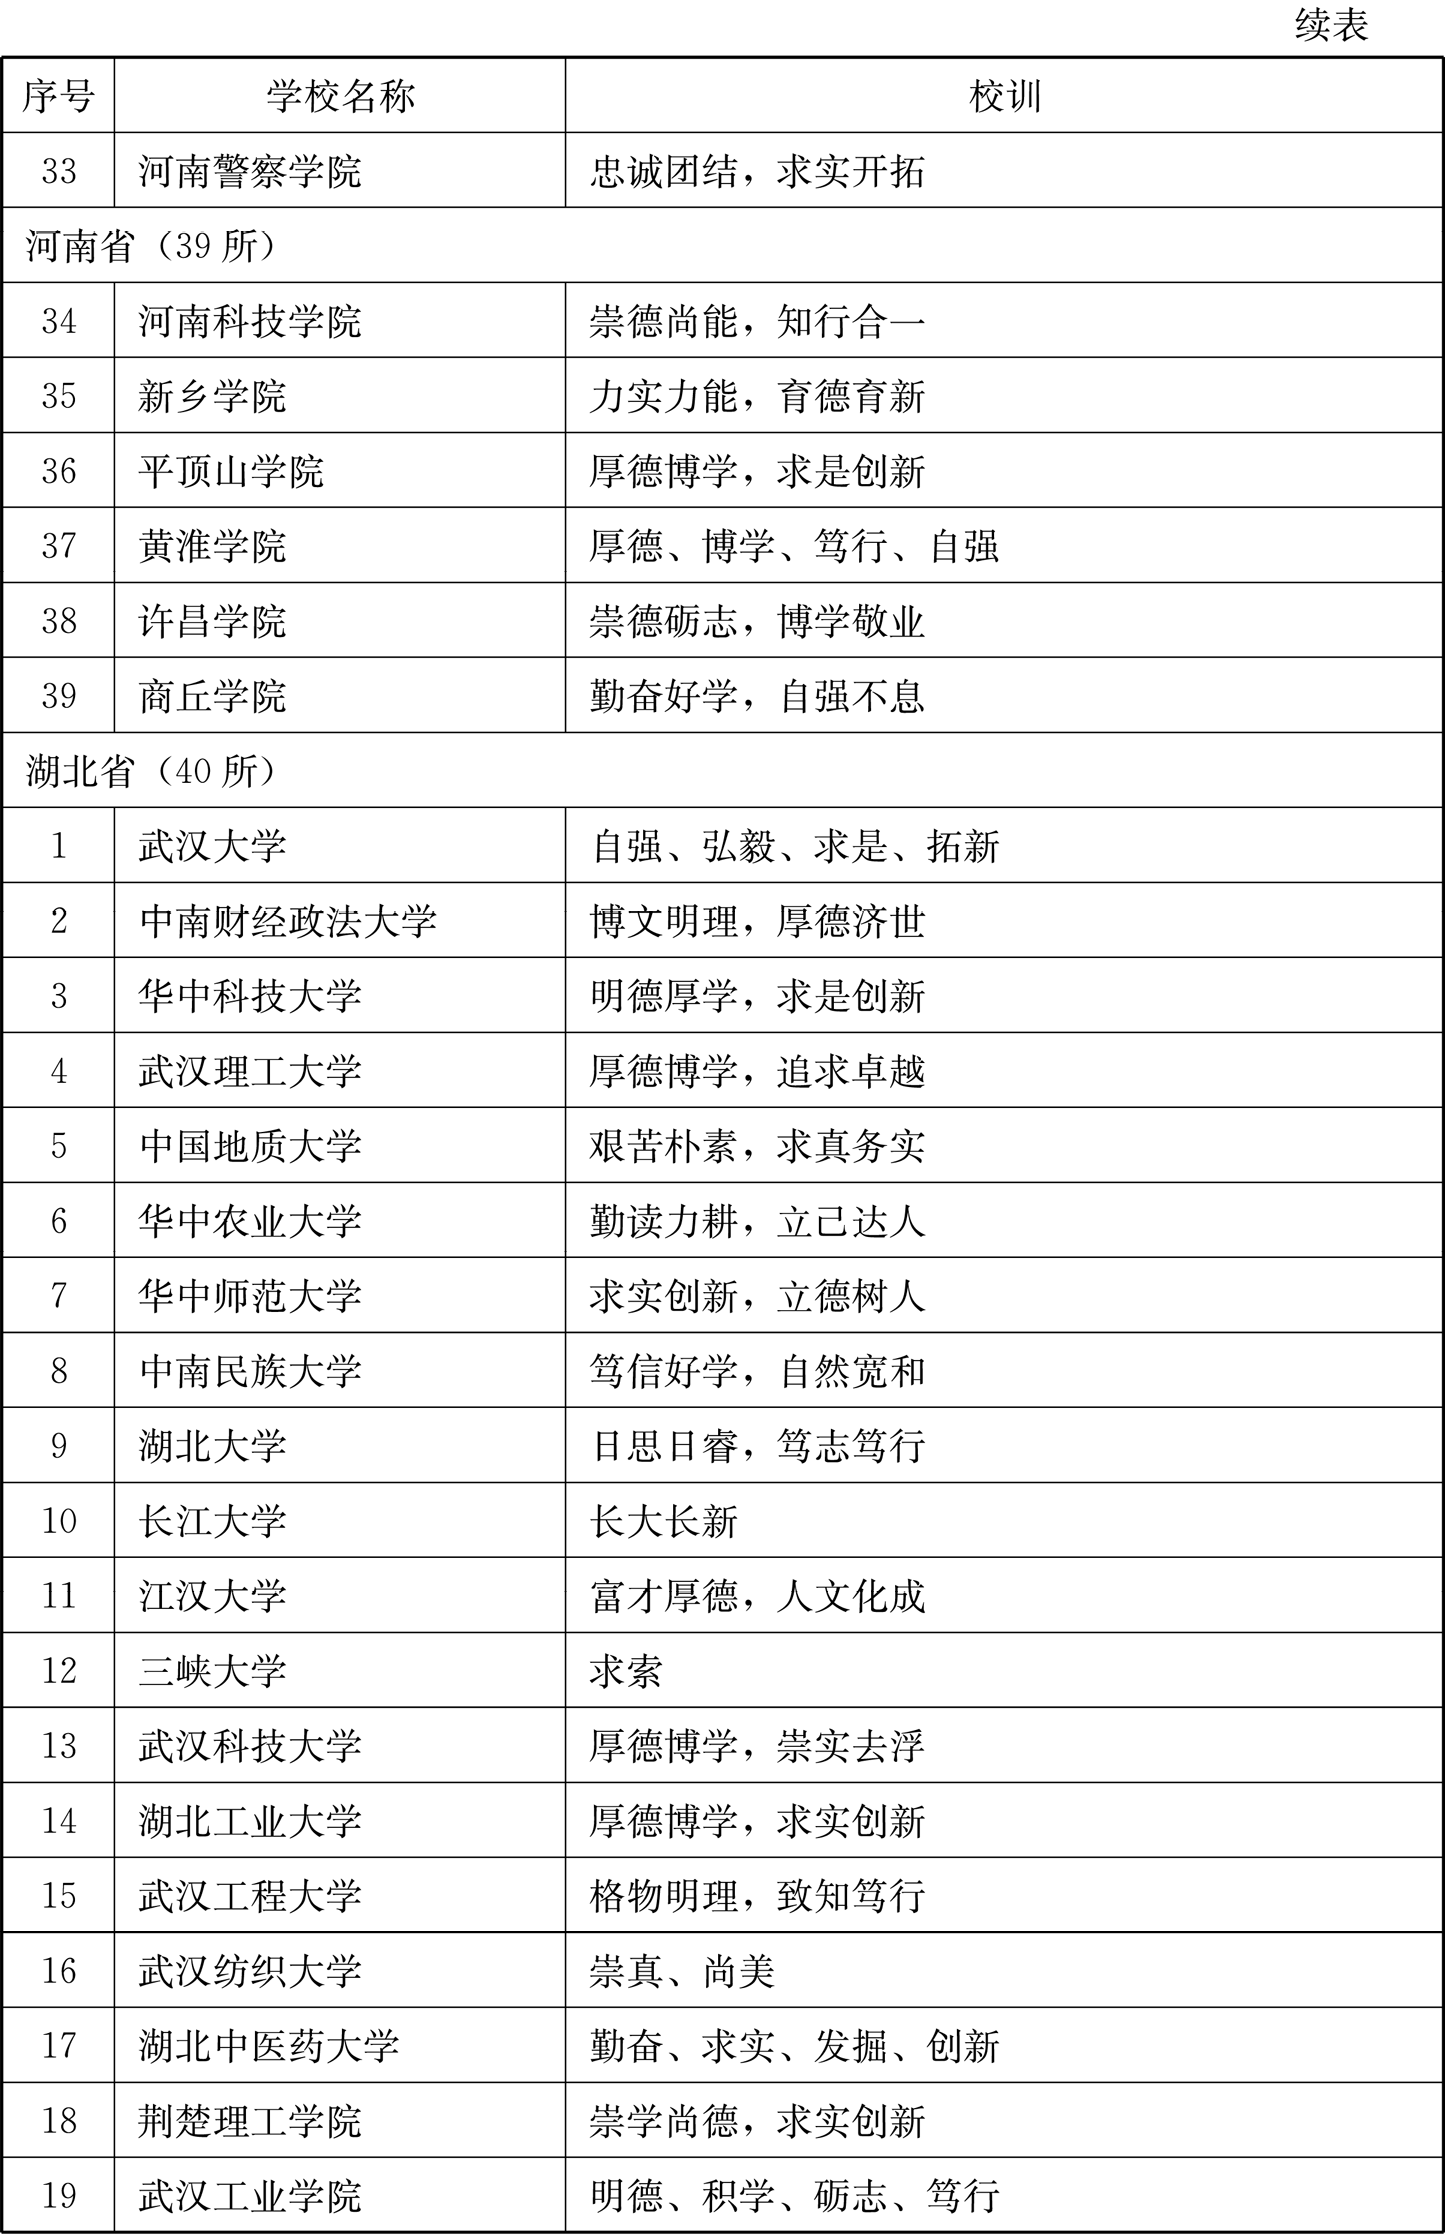 续表
序号 学校名称 校训
33 河南警察学院 忠诚团结，求实开拓
河南省（39 所）
34 河南科技学院 崇德尚能，知行合一
35 新乡学院 力实力能，育德育新
36 平顶山学院 厚德博学，求是创新
37 黄淮学院 厚德、博学、笃行、自强
38 许昌学院 崇德砺志，博学敬业
39 商丘学院 勤奋好学，自强不息
湖北省（40 所）
1 武汉大学 自强、弘毅、求是、拓新
2 中南财经政法大学 博文明理，厚德济世
3 华中科技大学 明德厚学，求是创新
4 武汉理工大学 厚德博学，追求卓越
5 中国地质大学 艰苦朴素，求真务实
6 华中农业大学 勤读力耕，立己达人
7 华中师范大学 求实创新，立德树人
8 中南民族大学 笃信好学，自然宽和
9 湖北大学 日思日睿，笃志笃行
10 长江大学 长大长新
11 江汉大学 富才厚德，人文化成
12 三峡大学 求索
13 武汉科技大学 厚德博学，崇实去浮
14 湖北工业大学 厚德博学，求实创新
15 武汉工程大学 格物明理，致知笃行
16 武汉纺织大学 崇真、尚美
17 湖北中医药大学 勤奋、求实、发掘、创新
18 荆楚理工学院 崇学尚德，求实创新
19 武汉工业学院 明德、积学、砺志、笃行